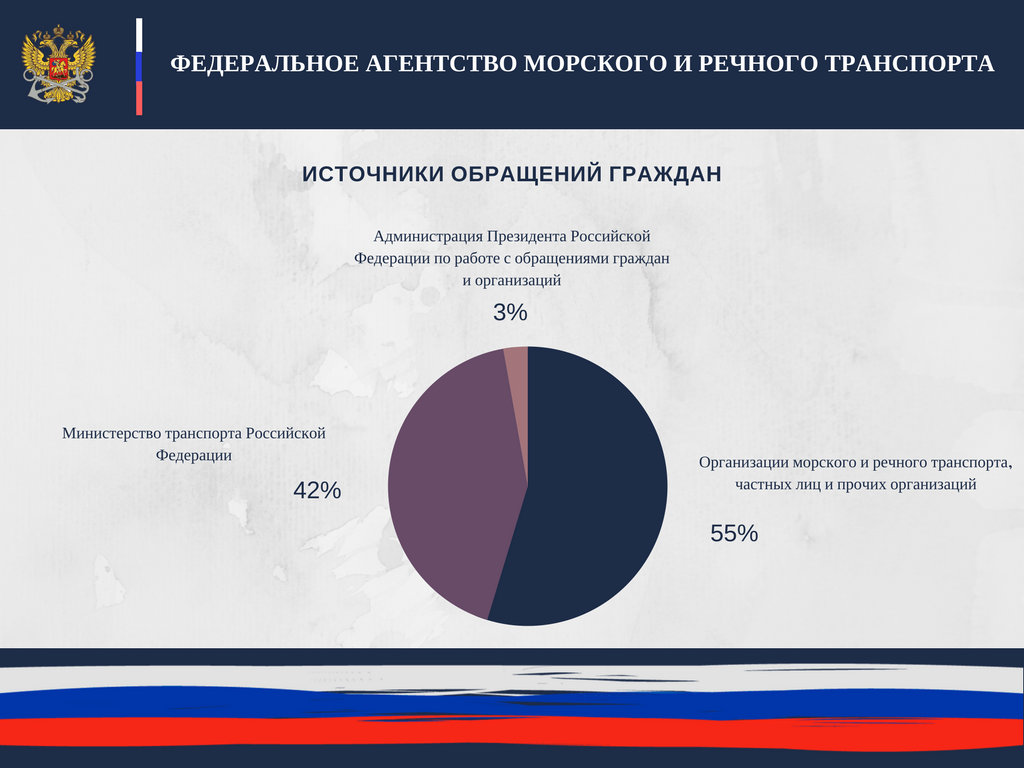 ФЕДЕРАЛЬНОЕ АГЕНТСТВО МОРСКОГО И РЕЧНОГО ТРАНСПОРТА
ИСТОЧНИКИ ОБРАЩЕНИЙ ГРАЖДАН
Администрация Президента Российской
Федерации по работе с обращениями граждан
и организаций
3%
Министерство транспорта Российской
Федерации
42%
Организации морского и речного транспорта,
частных лиц и прочих организаций
55%